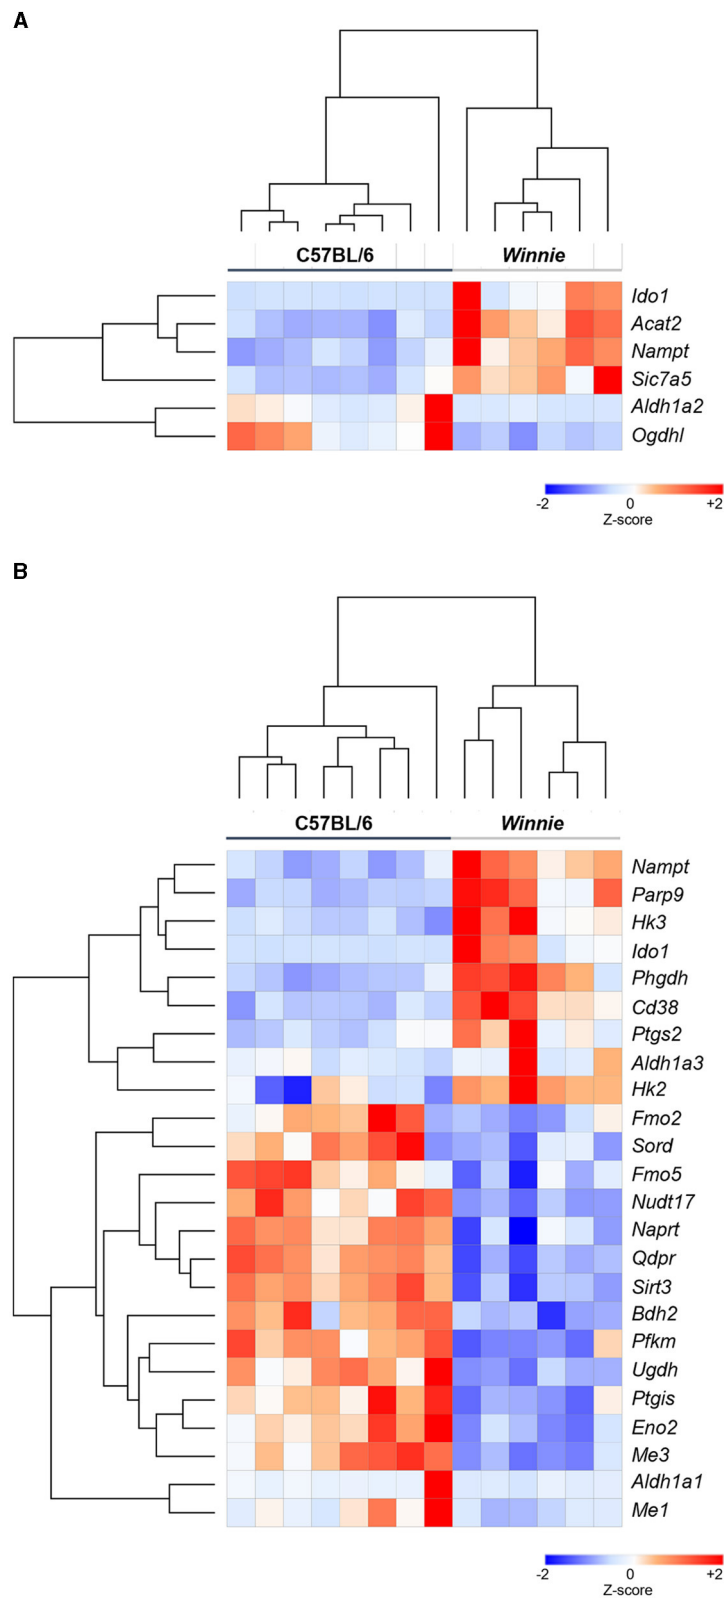 A
C57BL/6 Winnie
Ido1
Acat2
Nampt
Sic7a5
Aldh1a2
Ogdhl
-2 0 +2
Z-score
B
C57BL/6 Winnie
Nampt
Parp9
Hk3
Ido1
Phgdh
Cd38
Ptgs2
Aldh1a3
Hk2
Fmo2
Sord
Fmo5
Nudt17
Naprt
Qdpr
Sirt3
Bdh2
Pfkm
Ugdh
Ptgis
Eno2
Me3
Aldh1a1
Me1
-2 0 +2
Z-score